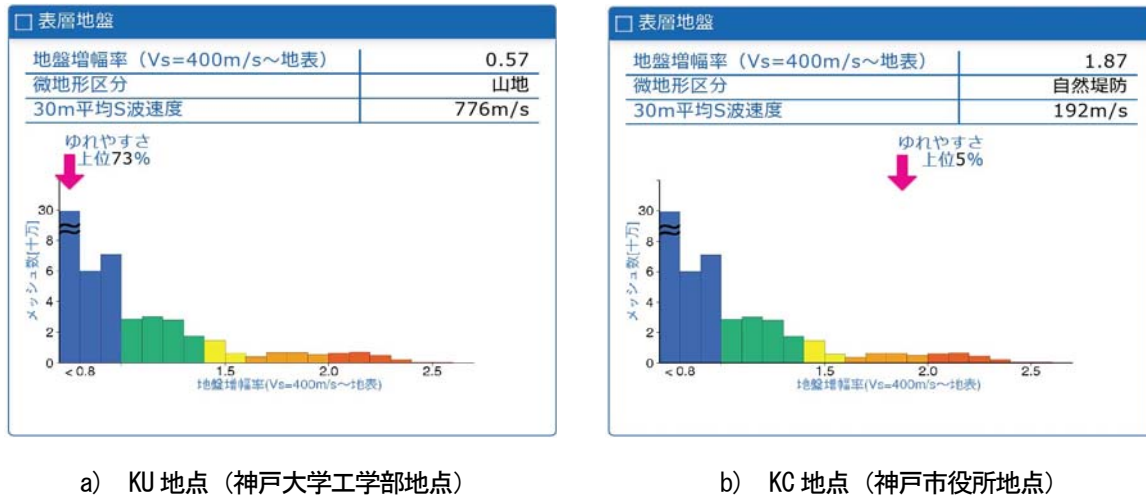 □ 表層地盤
地盤増幅率（Vs=400m/s～地表） 0.57
微地形区分 山地
30m平均S波速度 776m/s
ゆれやすさ
上位73%
メッシュ数[十万]
30
8
6
4
2
0
<0.8 1.5 2.0 2.5
地盤増幅率(Vs=400m/s～地表)
a) KU 地点（神戸大学工学部地点）
□ 表層地盤
地盤増幅率（Vs=400m/s～地表） 1.87
微地形区分 自然堤防
30m平均S波速度 192m/s
ゆれやすさ
上位5%
メッシュ数[十万]
30
8
6
4
2
0
<0.8 1.5 2.0 2.5
地盤増幅率(Vs=400m/s～地表)
b) KC 地点（神戸市役所地点）